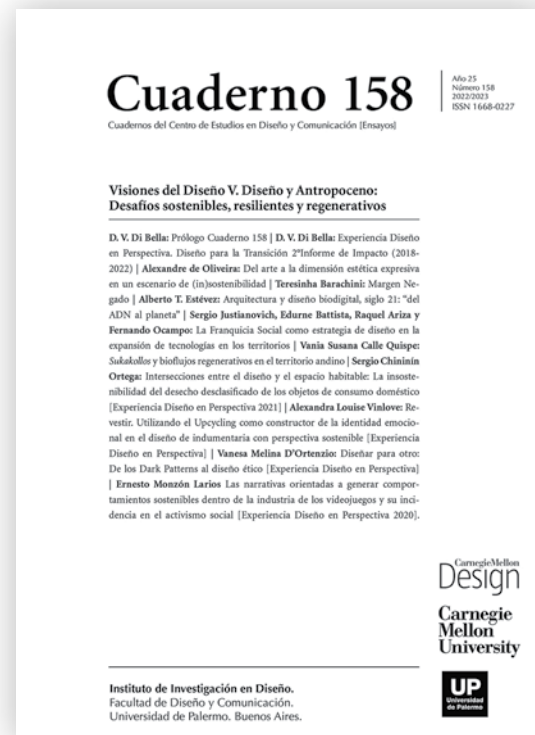 Cuaderno 158
Cuadernos del Centro de Estudios en Diseño y Comunicación [Ensayos]
Año 25
Número 158
2022/2023
ISSN 1668-0227
Visiones del Diseño V. Diseño y Antropoceno:
Desafíos sostenibles, resilientes y regenerativos
D. V. Di Bella: Prólogo Cuaderno 158 | D. V. Di Bella: Experiencia Diseño
en Perspectiva. Diseño para la Transición 2°Informe de Impacto (2018-
2022) | Alexandre de Oliveira: Del arte a la dimensión estética expresiva
en un escenario de (in)sostenibilidad | Teresinha Barachini: Margen Ne-
gado | Alberto T. Estévez: Arquitectura y diseño biodigital, siglo 21: "del
ADN al planeta" | Sergio Justianovich, Edurne Battista, Raquel Ariza y
Fernando Ocampo: La Franquicia Social como estrategia de diseño en la
expansión de tecnologías en los territorios | Vania Susana Calle Quispe:
Sukakollos y bioflujos regenerativos en el territorio andino | Sergio Chininín
Ortega: Intersecciones entre el diseño y el espacio habitable: La insoste-
nibilidad del desecho desclasificado de los objetos de consumo doméstico
[Experiencia Diseño en Perspectiva 2021] | Alexandra Louise Vinlove: Re-
vestir. Utilizando el Upcycling como constructor de la identidad emocio-
nal en el diseño de indumentaria con perspectiva sostenible [Experiencia
Diseño en Perspectiva] | Vanesa Melina D'Ortenzio: Diseñar para otro:
De los Dark Patterns al diseño ético [Experiencia Diseño en Perspectiva]
| Ernesto Monzón Larios Las narrativas orientadas a generar compor-
tamientos sostenibles dentro de la industria de los videojuegos y su inci-
dencia en el activismo social [Experiencia Diseño en Perspectiva 2020].
CarnegieMellon
Design
Carnegie
Mellon
University
UP
Universidad
de Palermo
Instituto de Investigación en Diseño.
Facultad de Diseño y Comunicación.
Universidad de Palermo. Buenos Aires.